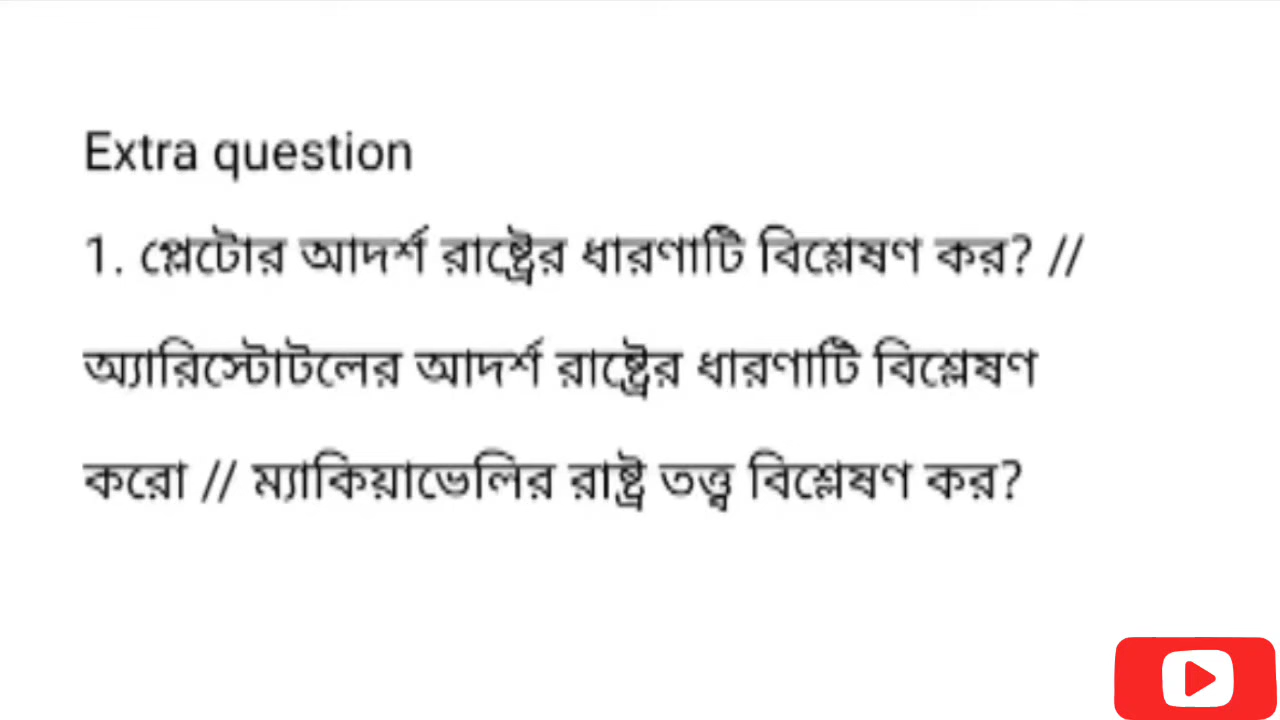 Extra question
1. প্লেটোর আদর্শ রাষ্ট্রের ধারণাটি বিশ্লেষণ কর? //
অ্যারিস্টোটলের আদর্শ রাষ্ট্রের ধারণাটি বিশ্লেষণ
করো // ম্যাকিয়াভেলির রাষ্ট্র তত্ত্ব বিশ্লেষণ কর?